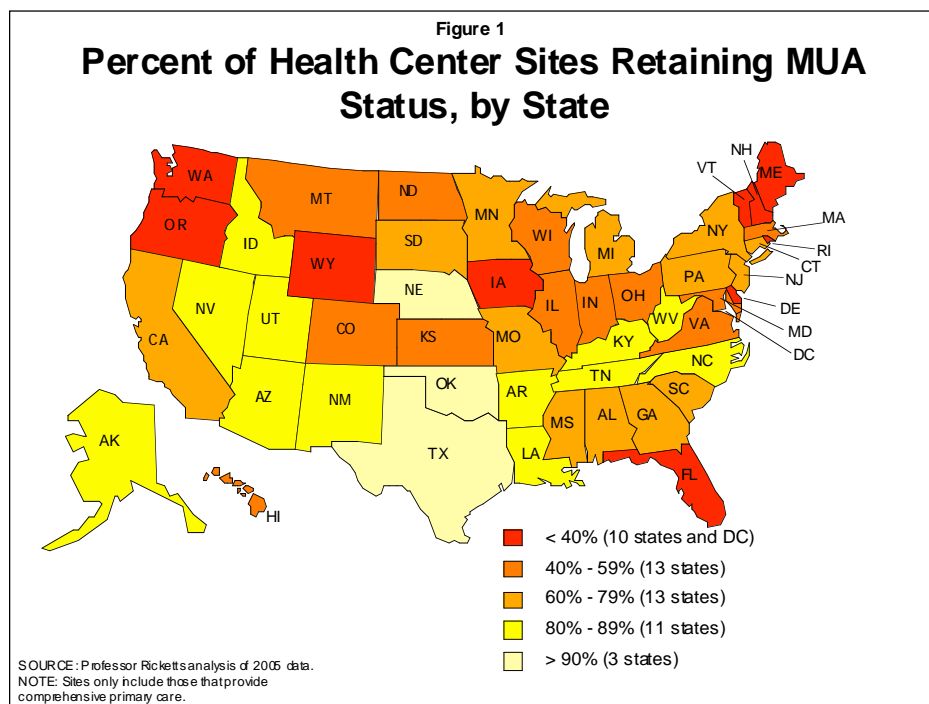 Figure 1
Percent of Health Center Sites Retaining MUA
Status, by State
NH
VT
ME
WA
MT
ND
MN
OR
ID
SD
WI
MI
NY
MA
RI
CT
NJ
WY
IA
PA
NE
IL
IN
OH
DE
MD
DC
NV
UT
CO
KS
MO
WV
VA
KY
CA
NC
TN
AZ
NM
OK
AR
SC
MS
AL
GA
AK
TX
LA
FL
HI
< 40% (10 states and DC)
40% - 59% (13 states)
60% - 79% (13 states)
80% - 89% (11 states)
> 90% (3 states)
SOURCE: Professor Ricketts analysis of 2005 data.
NOTE: Sites only include those that provide
comprehensive primary care.